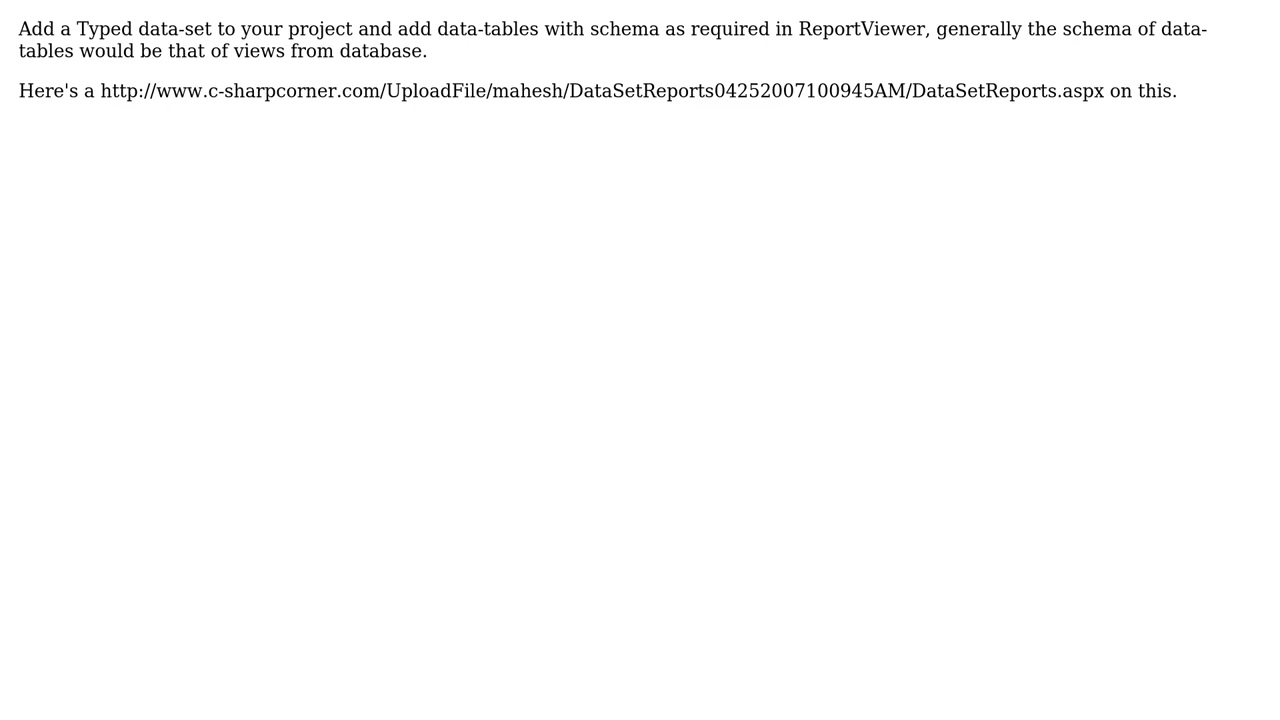 Add a Typed data-set to your project and add data-tables with schema as required in ReportViewer, generally the schema of data-
tables would be that of views from database.
Here's a http://www.c-sharpcorner.com/UploadFile/mahesh/DataSetReports04252007100945AM/DataSetReports.aspx on this.